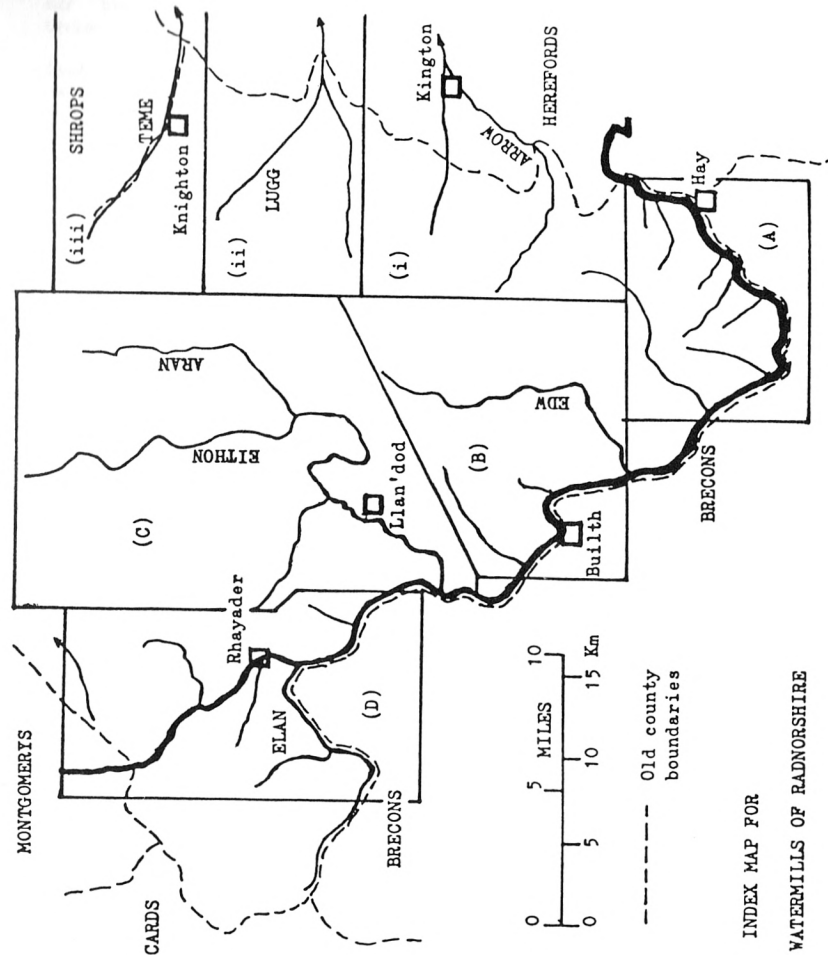 MONTGOMERYS
CARDS
BRECONS
Rhayader
ELAN
(D)
(C)
EITHON
ARAN
Llan'dod
(B)
EDW
Builth
BRECONS
(iii)
SHROPS
TEME
Knighton
(ii)
LUGG
(i)
Kington
ARROW
HEREFORDS
Hay
(A)
0 5 MILES 10
0 5 10 15 Km
Old county
boundaries
INDEX MAP FOR
WATERMILLS OF RADNORSHIRE